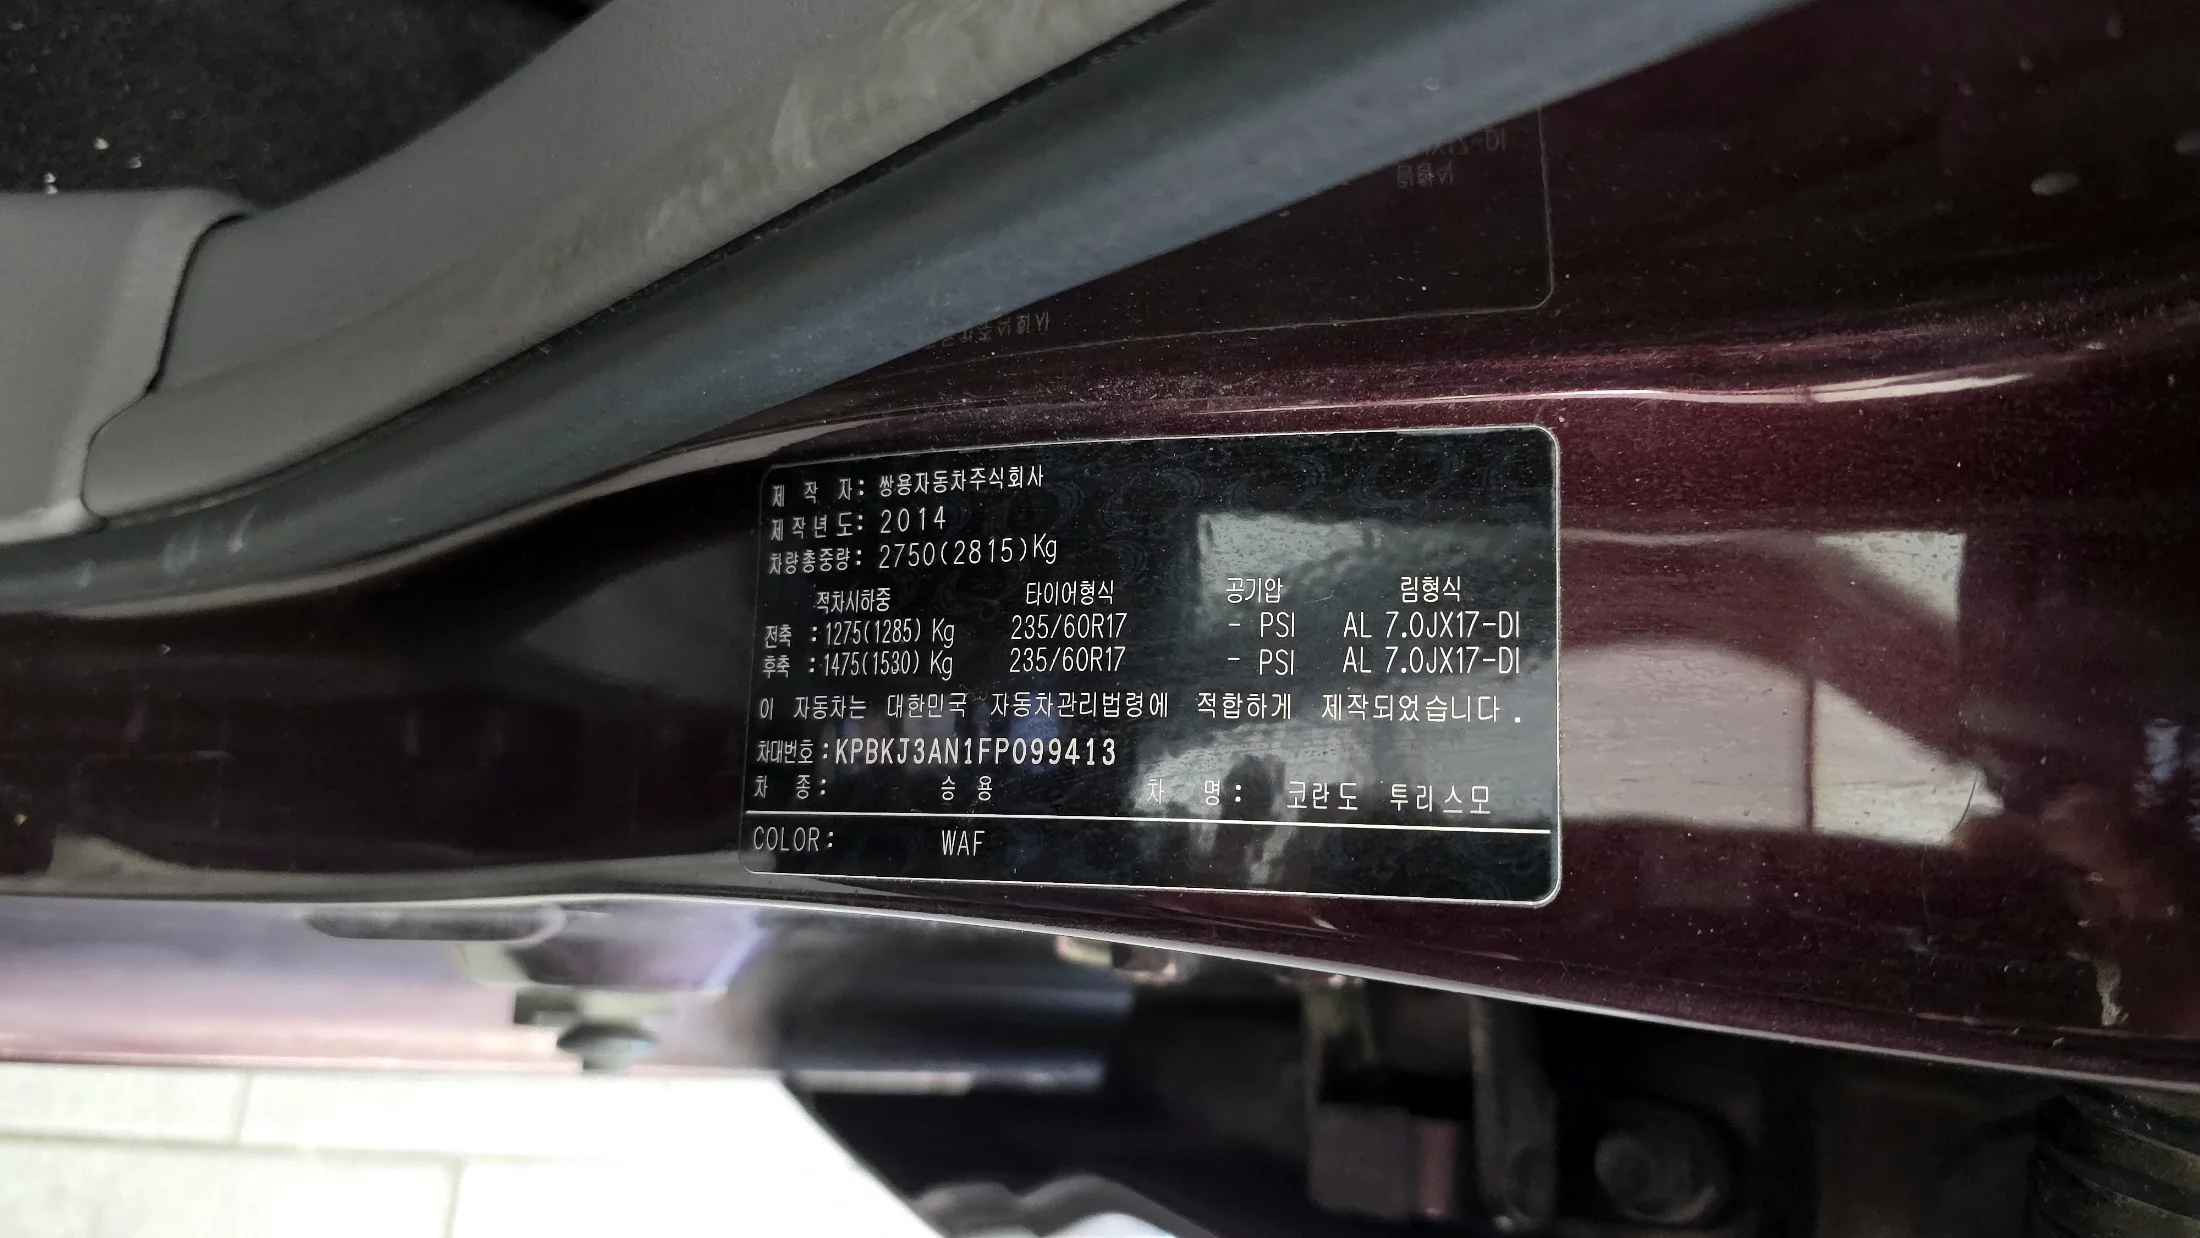 제 작 자: 쌍용자동차주식회사
제작년도: 2014
차량총중량: 2750(2815)Kg
적차시하중 타이어형식 공기압 림형식
전축 :1275(1285) Kg 235/60R17 - PSI AL 7.0JX17-DI
후축 :1475(1530) Kg 235/60R17 - PSI AL 7.0JX17-DI
이 자동차는 대한민국 자동차관리법령에 적합하게 제작되었습니다.
차대번호:KPBKJ3AN1FP099413
차 종: 승 용 차 명: 코란도 투리스모
COLOR: WAF